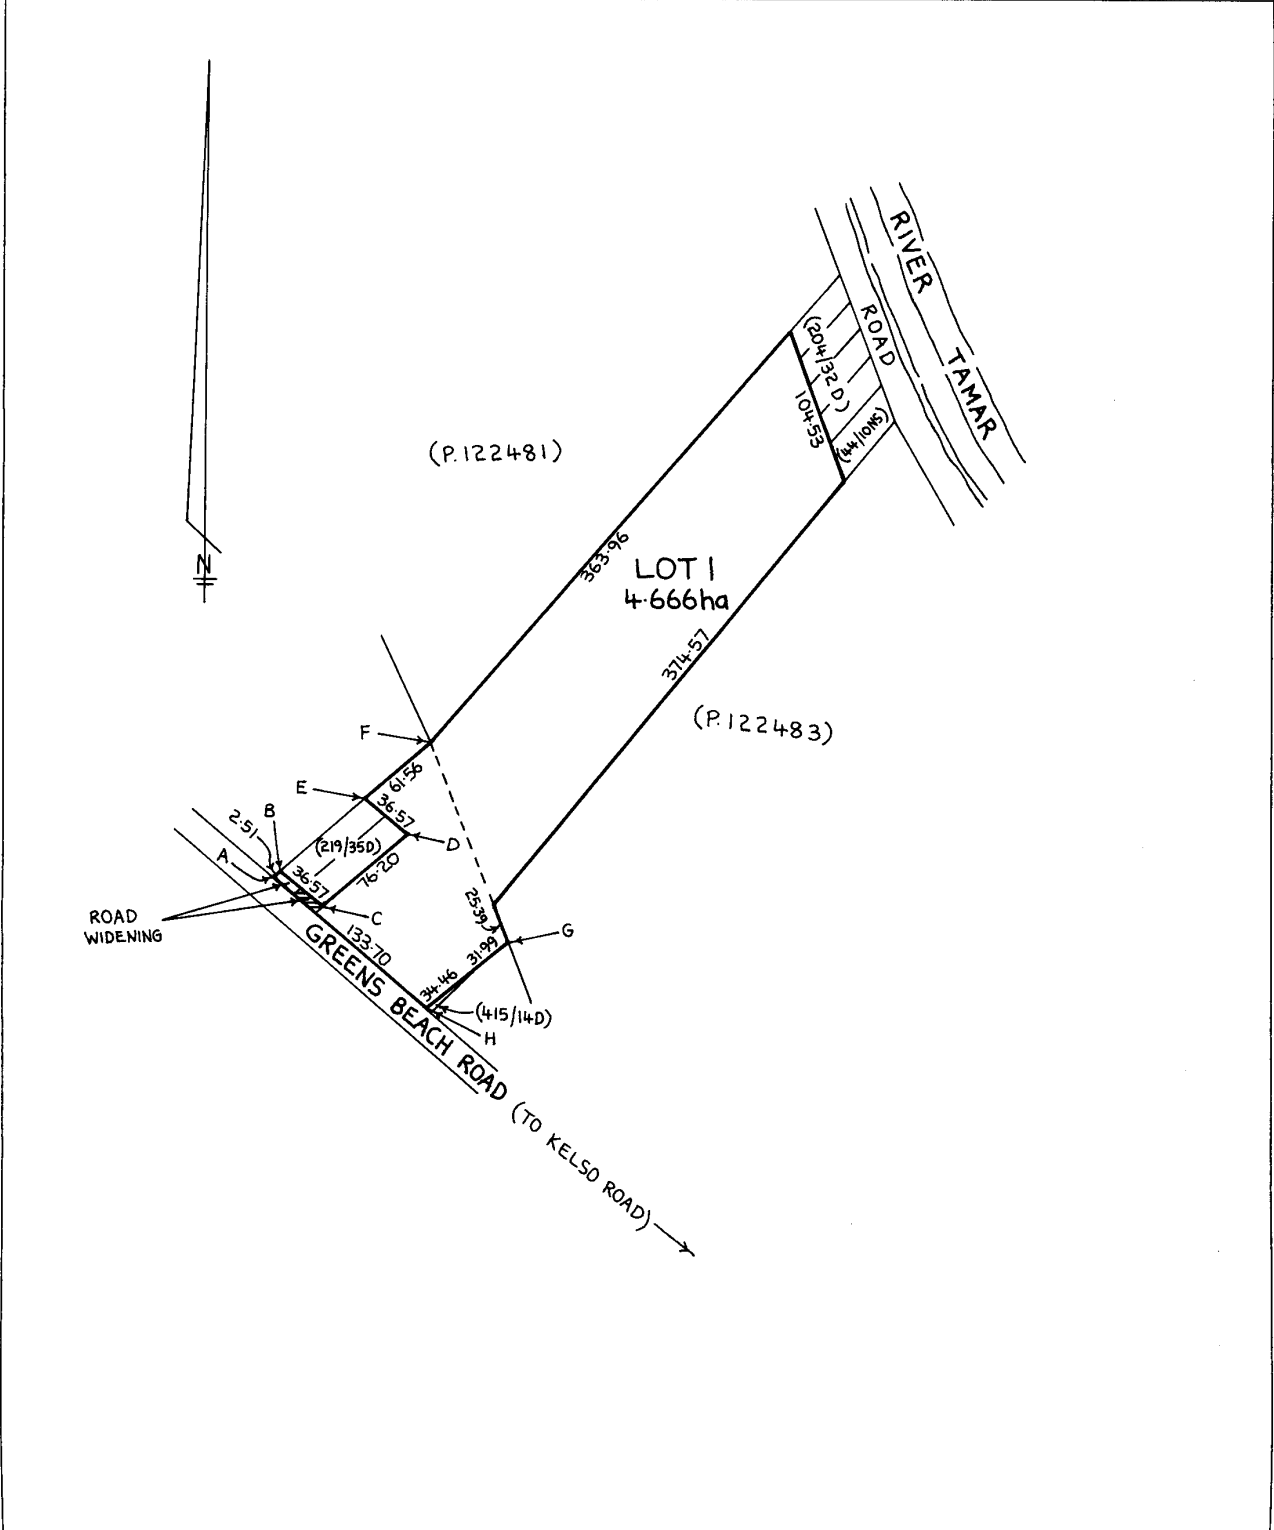 RIVER TAMAR
ROAD
(204/32D)
104·53
(44/10NS)
(P.122481)
363·96
LOT 1
4·666ha
374·57
(P.122483)
N
F
61·56
E
36·57
B
2·51
D
(219/35D)
A
76·20
36·57
C
25·39
G
ROAD
WIDENING
133·70
31·99
34·46
(415/14D)
H
GREENS BEACH ROAD (TO KELSO ROAD)